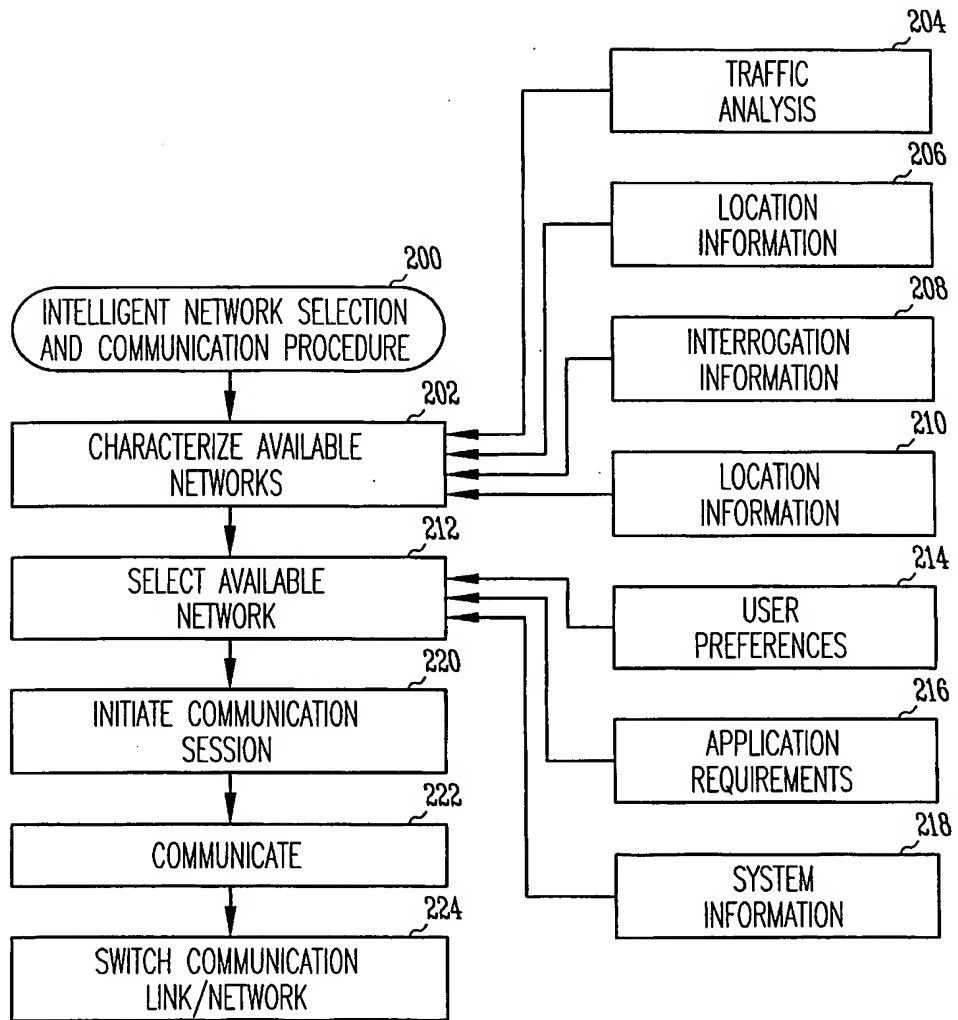 204
TRAFFIC
ANALYSIS
206
LOCATION
INFORMATION
200
INTELLIGENT NETWORK SELECTION
AND COMMUNICATION PROCEDURE
208
INTERROGATION
INFORMATION
202
CHARACTERIZE AVAILABLE
NETWORKS
210
LOCATION
INFORMATION
212
SELECT AVAILABLE
NETWORK
214
USER
PREFERENCES
220
INITIATE COMMUNICATION
SESSION
216
APPLICATION
REQUIREMENTS
222
COMMUNICATE
218
SYSTEM
INFORMATION
224
SWITCH COMMUNICATION
LINK/NETWORK